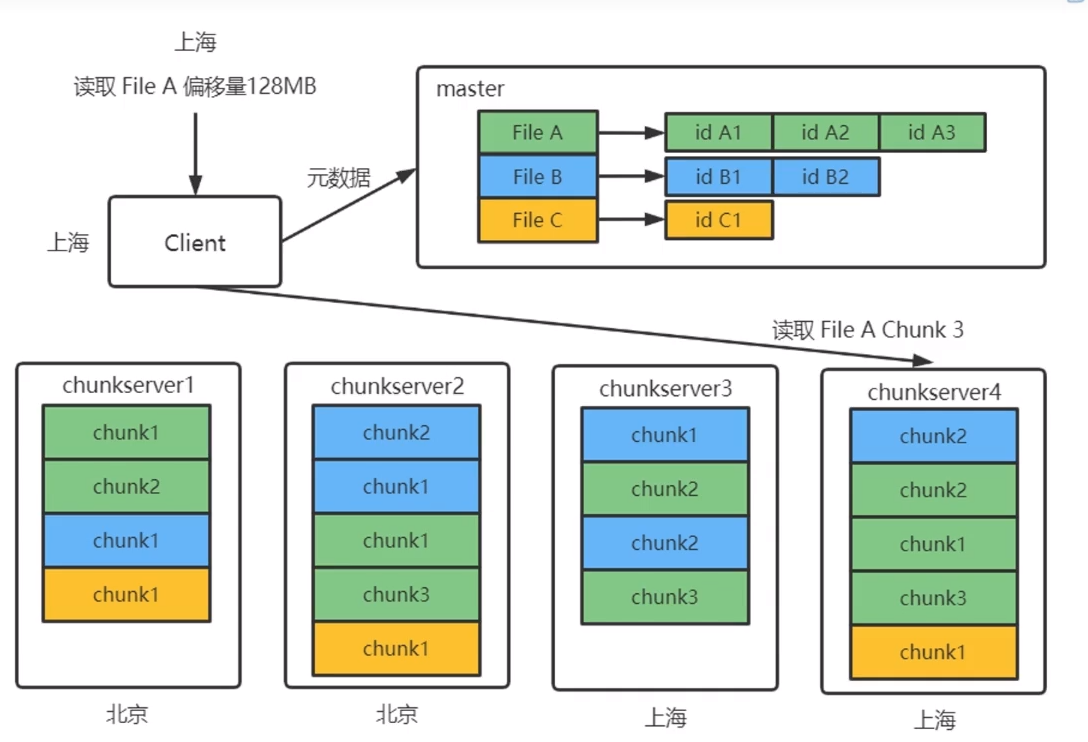 上海
读取 File A 偏移量128MB
master
File A
id A1
id A2
id A3
元数据
File B
id B1
id B2
File C
id C1
上海
Client
读取 File A Chunk 3
chunkserver1
chunk1
chunk2
chunk1
chunk1
北京
chunkserver2
chunk2
chunk1
chunk1
chunk3
chunk1
北京
chunkserver3
chunk1
chunk2
chunk2
chunk3
上海
chunkserver4
chunk2
chunk2
chunk1
chunk3
chunk1
上海